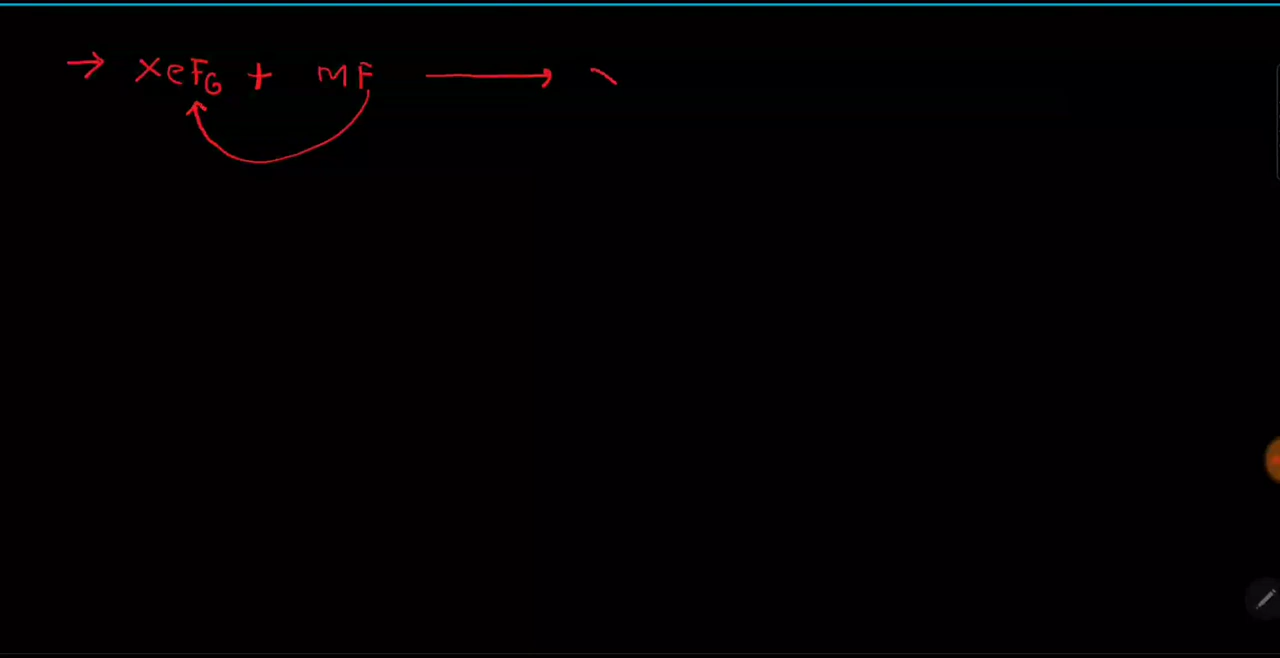 → XeF6 + MF ⟶